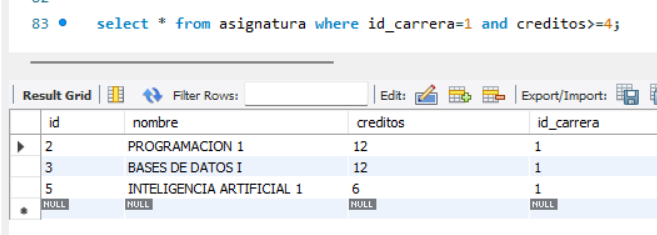 83 select * from asignatura where id_carrera=1 and creditos>=4;
Result Grid Filter Rows: Edit: Export/Import:
id nombre creditos id_carrera
2 PROGRAMACION 1 12 1
3 BASES DE DATOS I 12 1
5 INTELIGENCIA ARTIFICIAL 1 6 1
NULL NULL NULL NULL